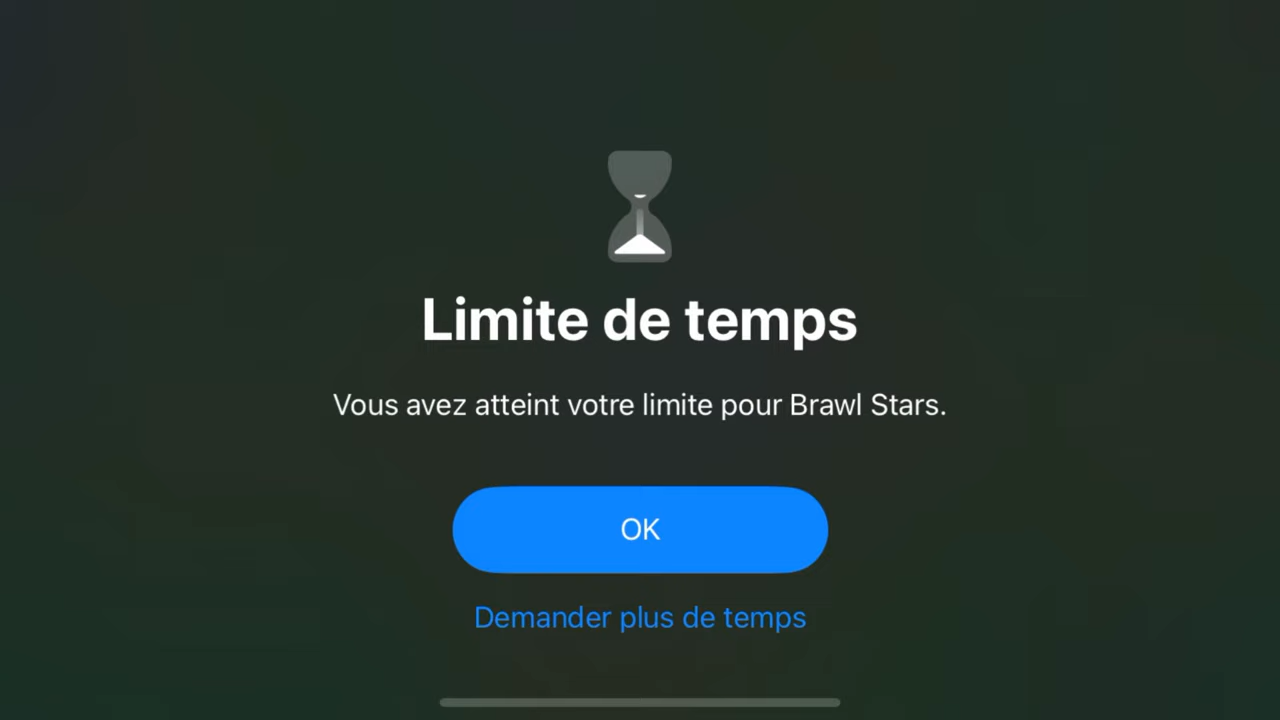 Limite de temps
Vous avez atteint votre limite pour Brawl Stars.
OK
Demander plus de temps